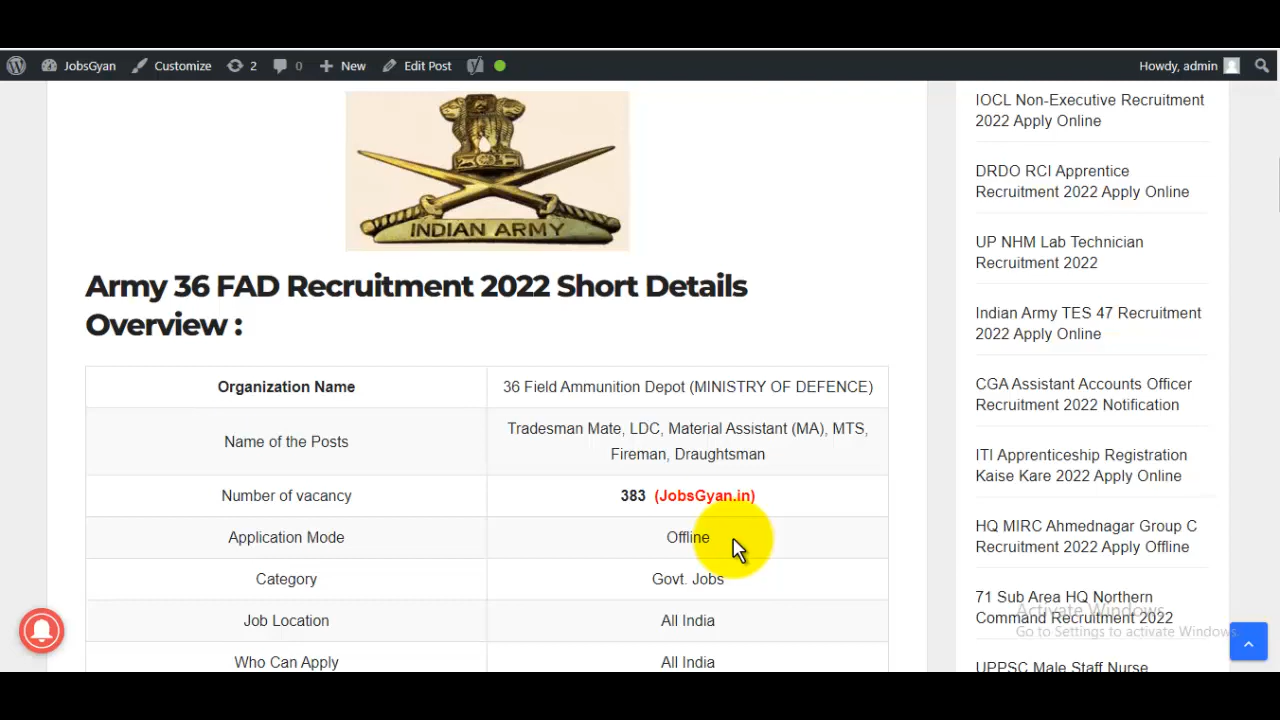 JobsGyan Customize 2 0 New Edit Post Howdy, admin
INDIAN ARMY
Army 36 FAD Recruitment 2022 Short Details
Overview :
Organization Name 36 Field Ammunition Depot (MINISTRY OF DEFENCE)
Name of the Posts Tradesman Mate, LDC, Material Assistant (MA), MTS,
Fireman, Draughtsman
Number of vacancy 383 (JobsGyan.in)
Application Mode Offline
Category Govt. Jobs
Job Location All India
Who Can Apply All India
IOCL Non-Executive Recruitment
2022 Apply Online
DRDO RCI Apprentice
Recruitment 2022 Apply Online
UP NHM Lab Technician
Recruitment 2022
Indian Army TES 47 Recruitment
2022 Apply Online
CGA Assistant Accounts Officer
Recruitment 2022 Notification
ITI Apprenticeship Registration
Kaise Kare 2022 Apply Online
HQ MIRC Ahmednagar Group C
Recruitment 2022 Apply Offline
71 Sub Area HQ Northern
Command Recruitment 2022
UPPSC Male Staff Nurse
Activate Windows
Go to Settings to activate Windows.